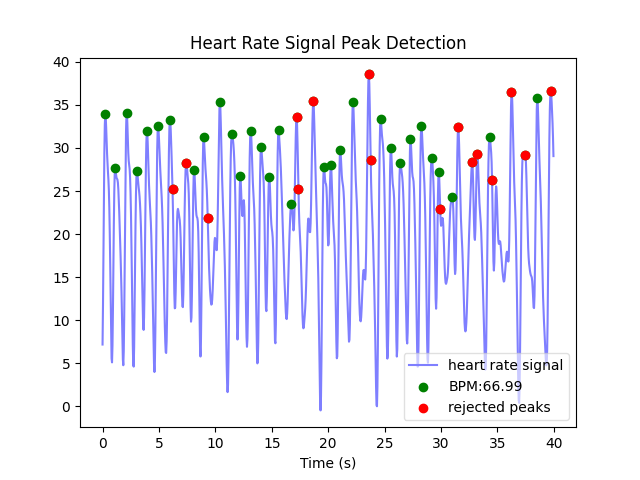 Heart Rate Signal Peak Detection
40
35
30
25
20
15
10
5
0
heart rate signal
BPM:66.99
rejected peaks
0 5 10 15 20 25 30 35 40
Time (s)